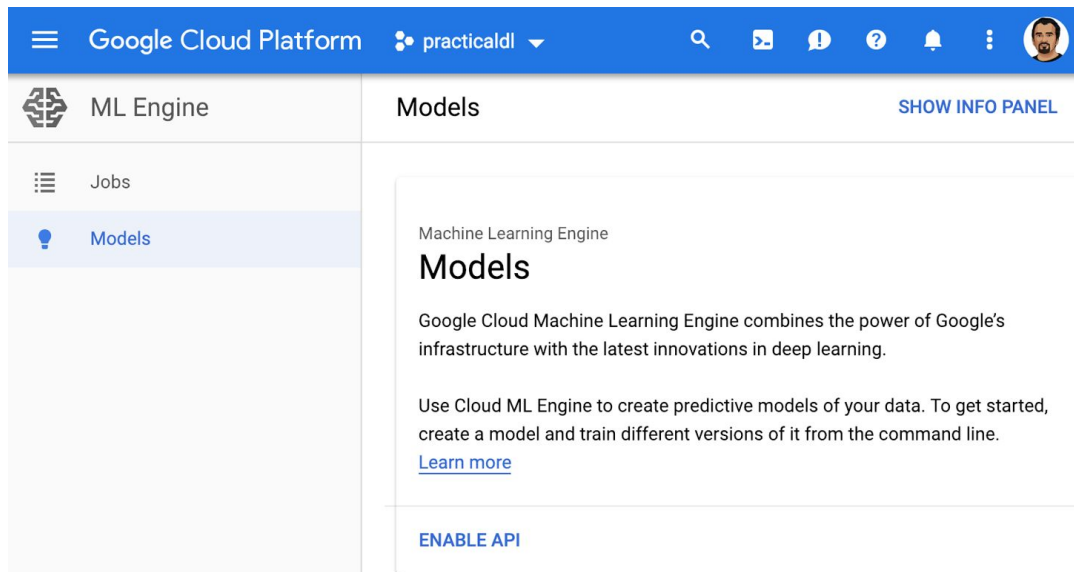 Google Cloud Platform practicaldl
ML Engine
Models
SHOW INFO PANEL
Jobs
Models
Machine Learning Engine
Models
Google Cloud Machine Learning Engine combines the power of Google's
infrastructure with the latest innovations in deep learning.
Use Cloud ML Engine to create predictive models of your data. To get started,
create a model and train different versions of it from the command line.
Learn more
ENABLE API